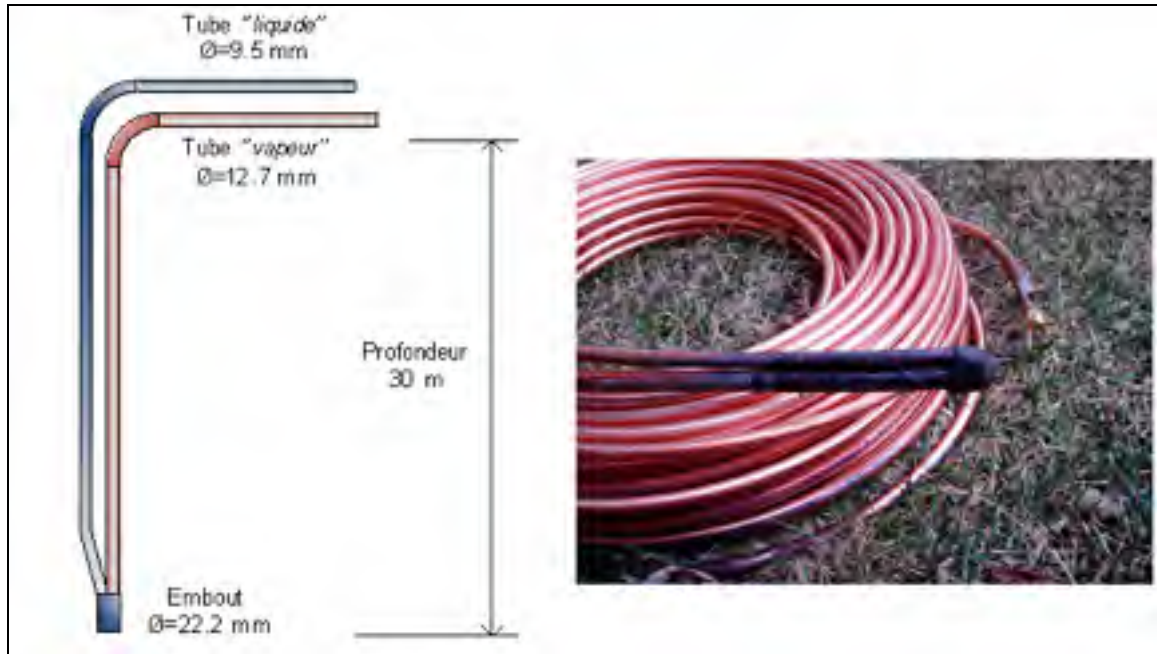 Tube "liquide"
Ø=9.5 mm
Tube "vapeur"
Ø=12.7 mm
Profondeur
30 m
Embout
Ø=22.2 mm